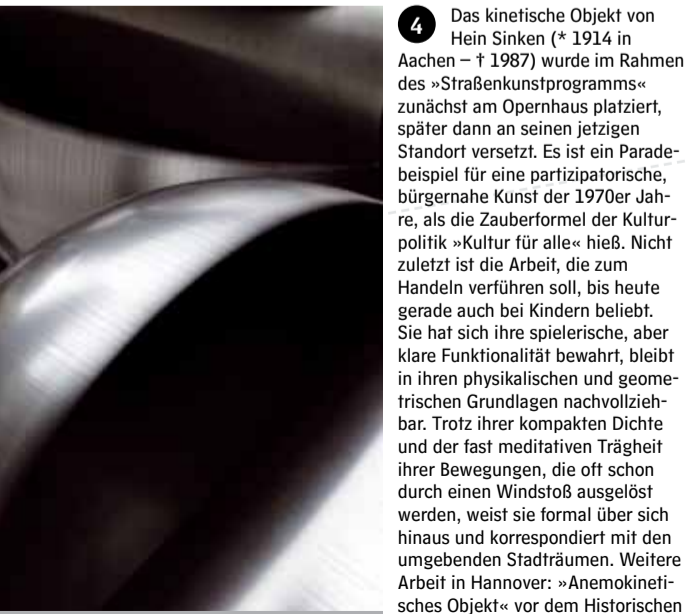 4 Das kinetische Objekt von
Hein Sinken (* 1914 in
Aachen – † 1987) wurde im Rahmen
des »Straßenkunstprogramms«
zunächst am Opernhaus platziert,
später dann an seinen jetzigen
Standort versetzt. Es ist ein Parade-
beispiel für eine partizipatorische,
bürgernahe Kunst der 1970er Jah-
re, als die Zauberformel der Kultur-
politik »Kultur für alle« hieß. Nicht
zuletzt ist die Arbeit, die zum
Handeln verführen soll, bis heute
gerade auch bei Kindern beliebt.
Sie hat sich ihre spielerische, aber
klare Funktionalität bewahrt, bleibt
in ihren physikalischen und geome-
trischen Grundlagen nachvollzieh-
bar. Trotz ihrer kompakten Dichte
und der fast meditativen Trägheit
ihrer Bewegungen, die oft schon
durch einen Windstoß ausgelöst
werden, weist sie formal über sich
hinaus und korrespondiert mit den
umgebenden Stadträumen. Weitere
Arbeit in Hannover: »Anemokineti-
sches Objekt« vor dem Historischen